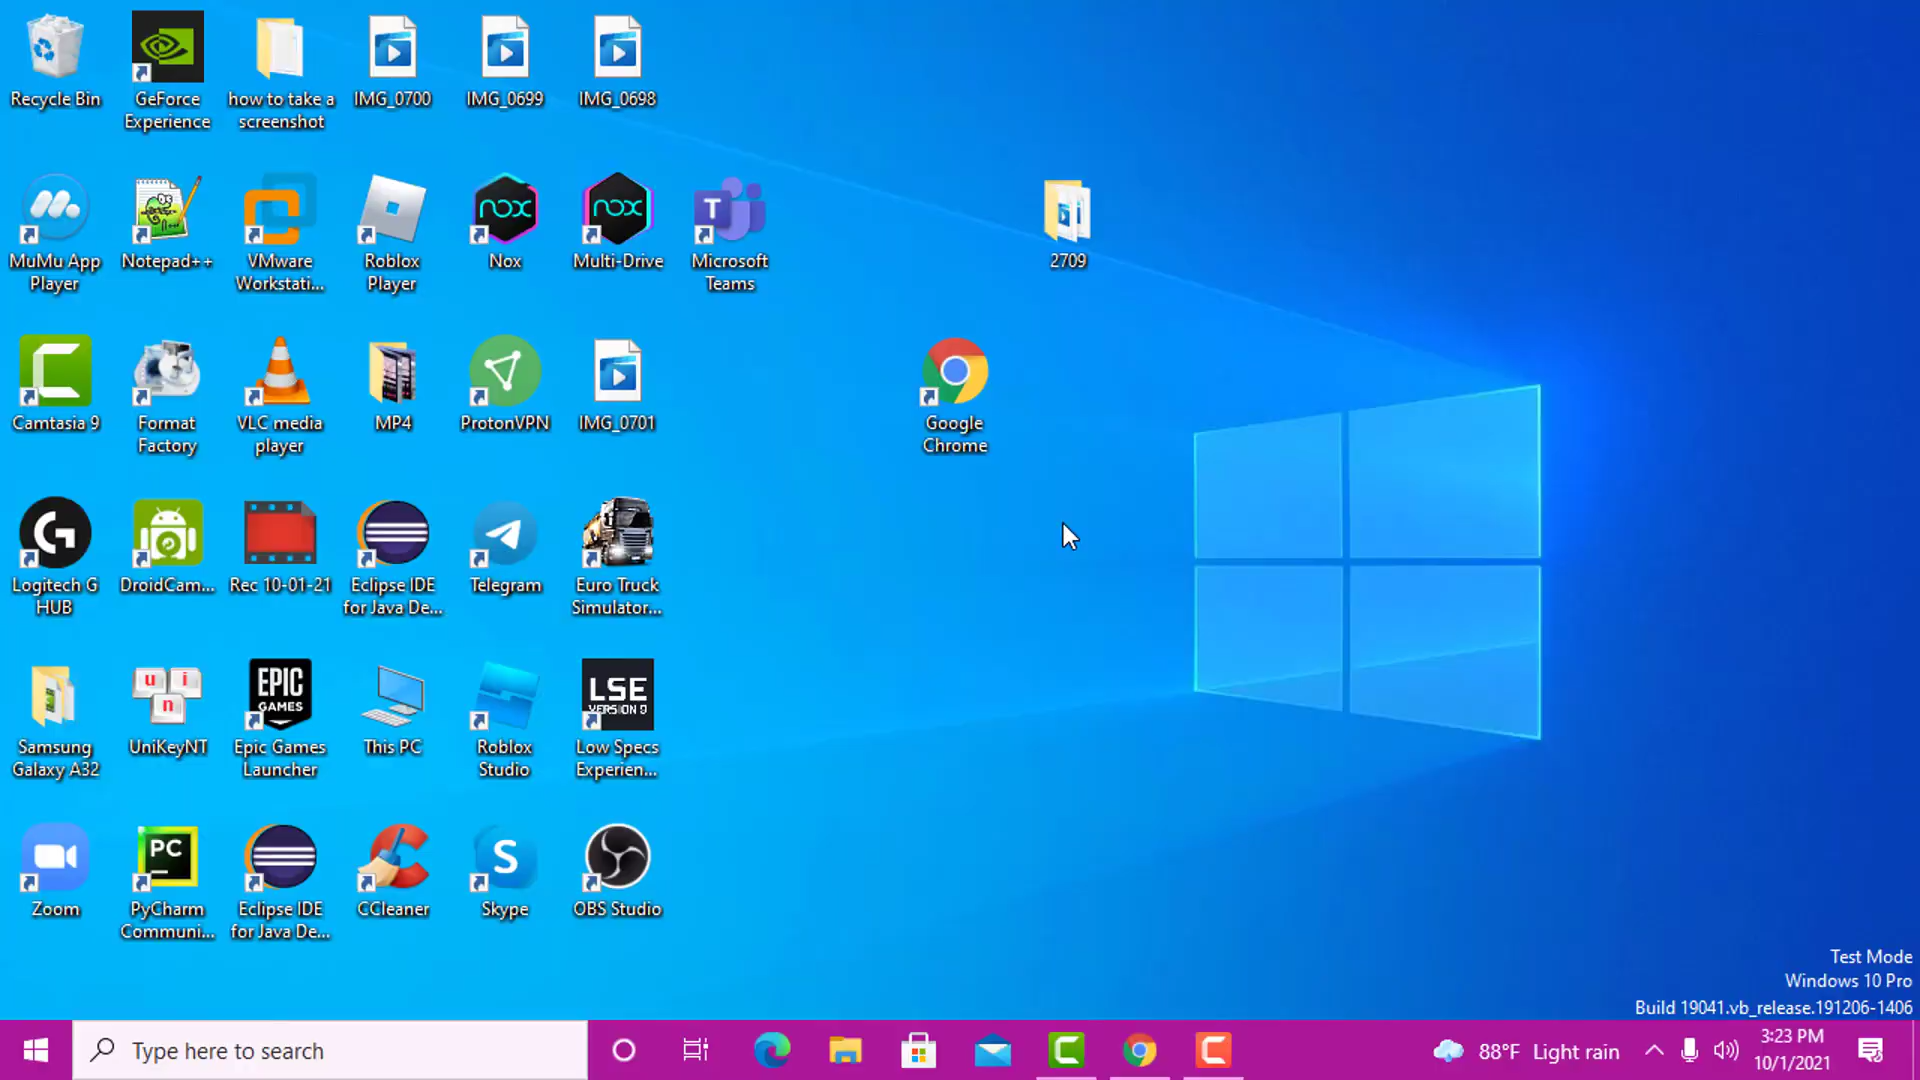 Recycle Bin
GeForce
Experience
how to take a
screenshot
IMG_0700
IMG_0699
IMG_0698
MuMu App
Player
Notepad++
VMware
Workstati...
Roblox
Player
nox
Nox
nox
Multi-Drive
T
Microsoft
Teams
2709
Camtasia 9
Format
Factory
VLC media
player
MP4
ProtonVPN
IMG_0701
Google
Chrome
Logitech G
HUB
DroidCam...
Rec 10-01-21
Eclipse IDE
for Java De...
Telegram
Euro Truck
Simulator...
Samsung
Galaxy A32
u i
n
UniKeyNT
EPIC
GAMES
Epic Games
Launcher
This PC
Roblox
Studio
LSE
VERSION 9
Low Specs
Experien...
Zoom
PC
PyCharm
Communi...
Eclipse IDE
for Java De...
CCleaner
S
Skype
OBS Studio
Test Mode
Windows 10 Pro
Build 19041.vb_release.191206-1406
Type here to search
88°F Light rain
3:23 PM
10/1/2021